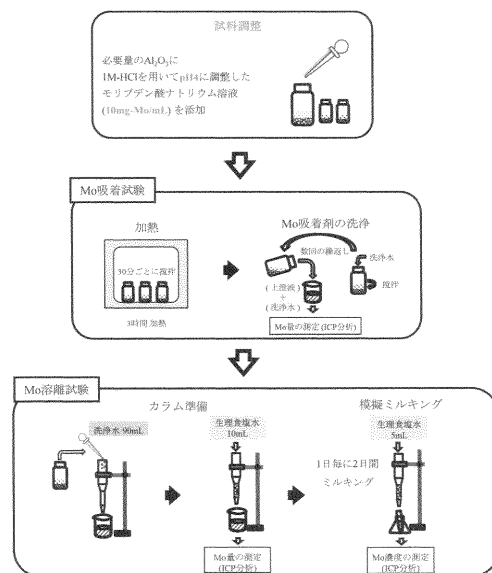 試料調整
必要量のAl₂O₃に
1M-HClを用いてpH4に調整した
モリブデン酸ナトリウム溶液
(10mg-Mo/mL) を添加
Mo吸着試験
加熱
30分ごとに攪拌
3時間 加熱
Mo吸着剤の洗浄
数回の繰返し
洗浄水
攪拌
(上澄液)
+
(洗浄水)
Mo量の測定 (ICP分析)
Mo溶離試験
カラム準備
洗浄水 90mL
生理食塩水
10mL
Mo量の測定
(ICP分析)
模擬ミルキング
生理食塩水
5mL
1日毎に2日間
ミルキング
Mo濃度の測定
(ICP分析)